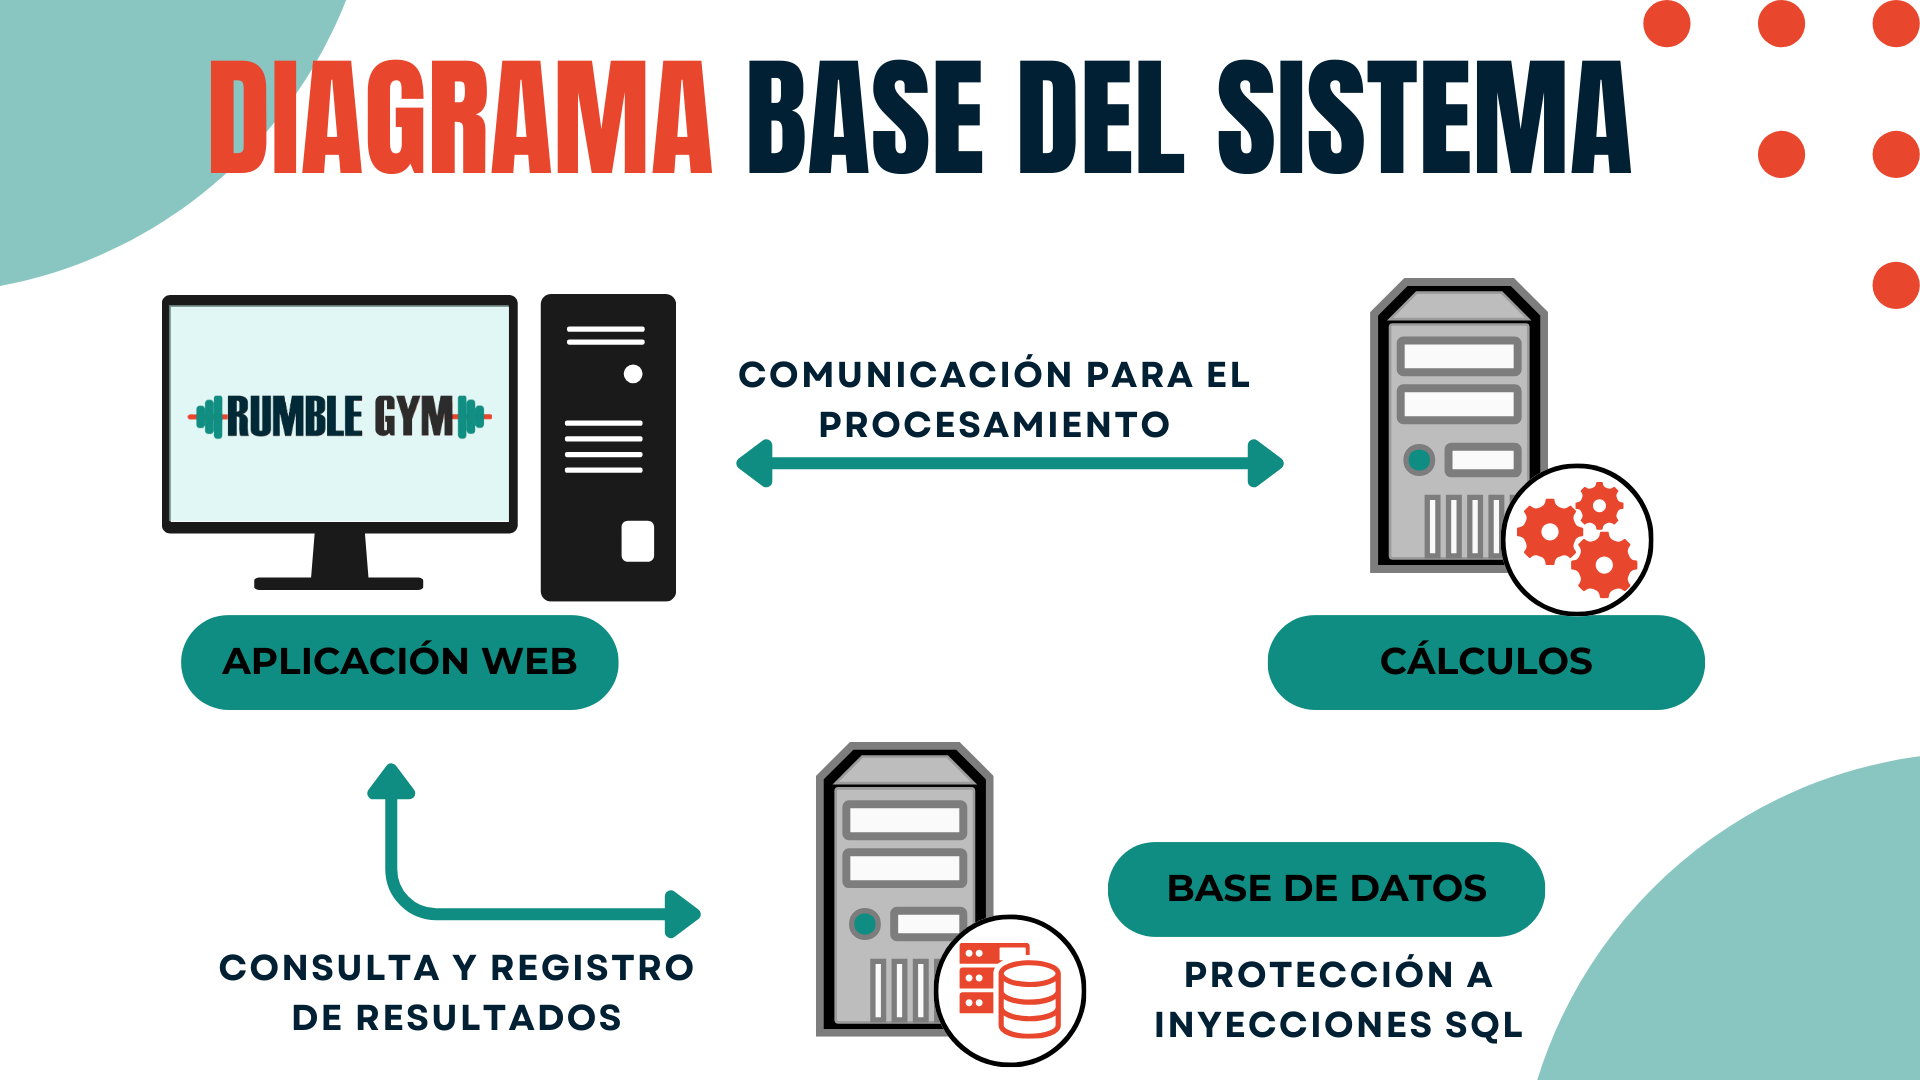 DIAGRAMA BASE DEL SISTEMA
RUMBLE GYM
COMUNICACIÓN PARA EL
PROCESAMIENTO
APLICACIÓN WEB
CÁLCULOS
CONSULTA Y REGISTRO
DE RESULTADOS
BASE DE DATOS
PROTECCIÓN A
INYECCIONES SQL